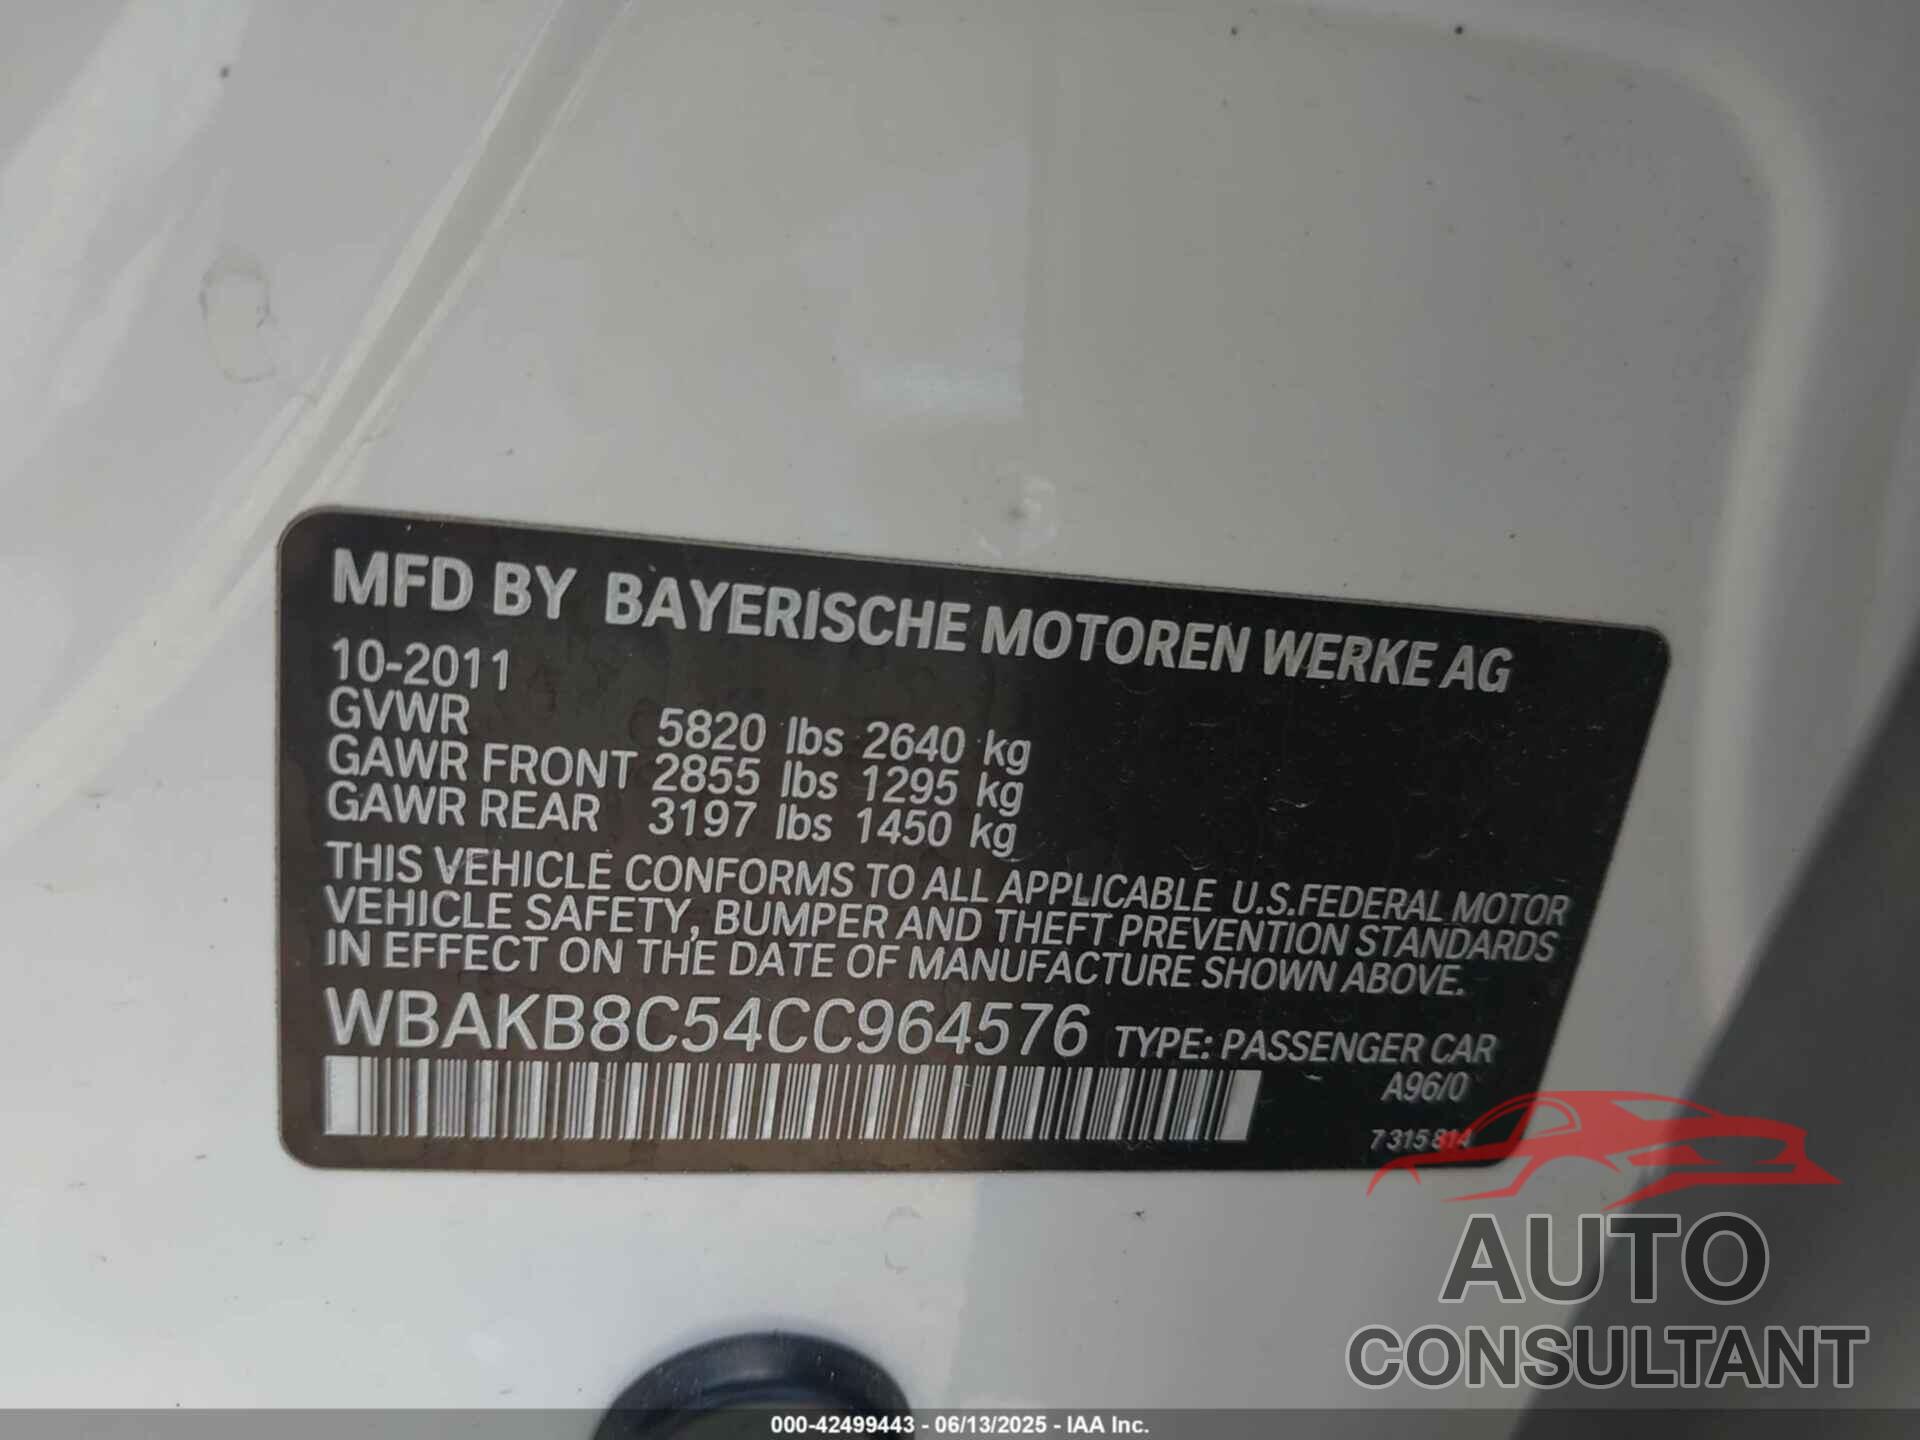 MFD BY BAYERISCHE MOTOREN WERKE AG
10-2011
GVWR 5820 lbs 2640 kg
GAWR FRONT 2855 lbs 1295 kg
GAWR REAR 3197 lbs 1450 kg
THIS VEHICLE CONFORMS TO ALL APPLICABLE U.S.FEDERAL MOTOR
VEHICLE SAFETY, BUMPER AND THEFT PREVENTION STANDARDS
IN EFFECT ON THE DATE OF MANUFACTURE SHOWN ABOVE.
WBAKB8C54CC964576 TYPE: PASSENGER CAR
A96/0
7315814
AUTO
CONSULTANT
000-42499443 - 06/13/2025 - IAA Inc.